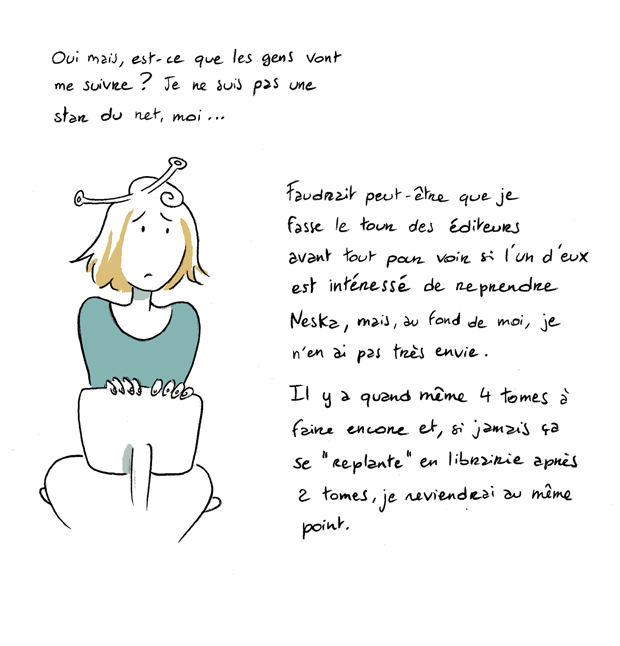 Oui mais, est-ce que les gens vont
me suivre ? Je ne suis pas une
star du net, moi...
Faudrait peut-être que je
fasse le tour des éditeurs
avant tout pour voir si l'un d'eux
est intéressé de reprendre
Neska, mais, au fond de moi, je
n'en ai pas très envie.
Il y a quand même 4 tomes à
faire encore et, si jamais ça
se "replante" en librairie après
2 tomes, je reviendrai au même
point.